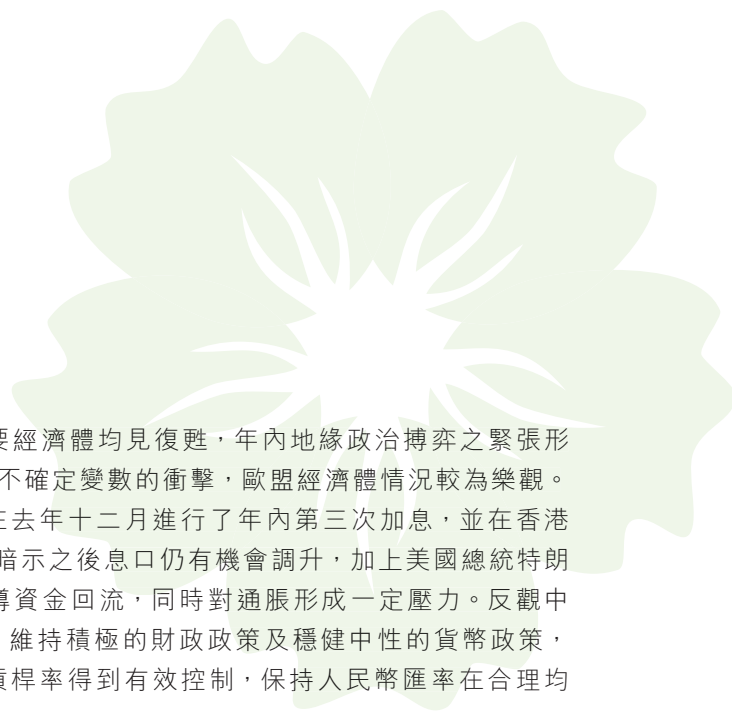 要經濟體均見復甦，年內地緣政治搏弈之緊張形
不確定變數的衝擊，歐盟經濟體情況較為樂觀。
在去年十二月進行了年內第三次加息，並在香港
暗示之後息口仍有機會調升，加上美國總統特朗
導資金回流，同時對通脹形成一定壓力。反觀中
維持積極的財政政策及穩健中性的貨幣政策，
貢桿率得到有效控制，保持人民幣匯率在合理均